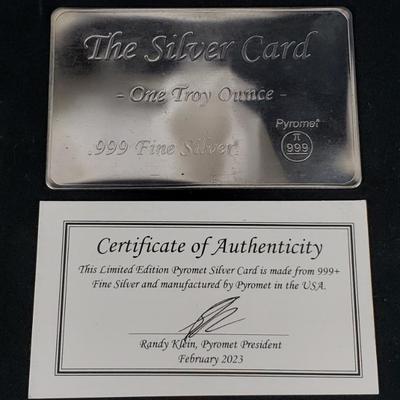 The Silver Card
- One Troy Ounce -
.999 Fine Silver
Pyromet
π
999
Certificate of Authenticity
This Limited Edition Pyromet Silver Card is made from 999+
Fine Silver and manufactured by Pyromet in the USA.
Randy Klein, Pyromet President
February 2023